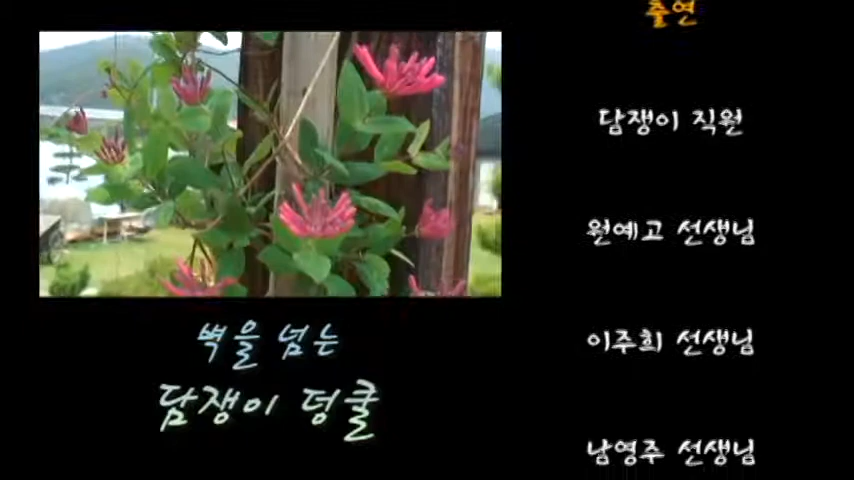 벽을 넘는
담쟁이 덩쿨
출연
담쟁이 직원
원예고 선생님
이주희 선생님
남영주 선생님